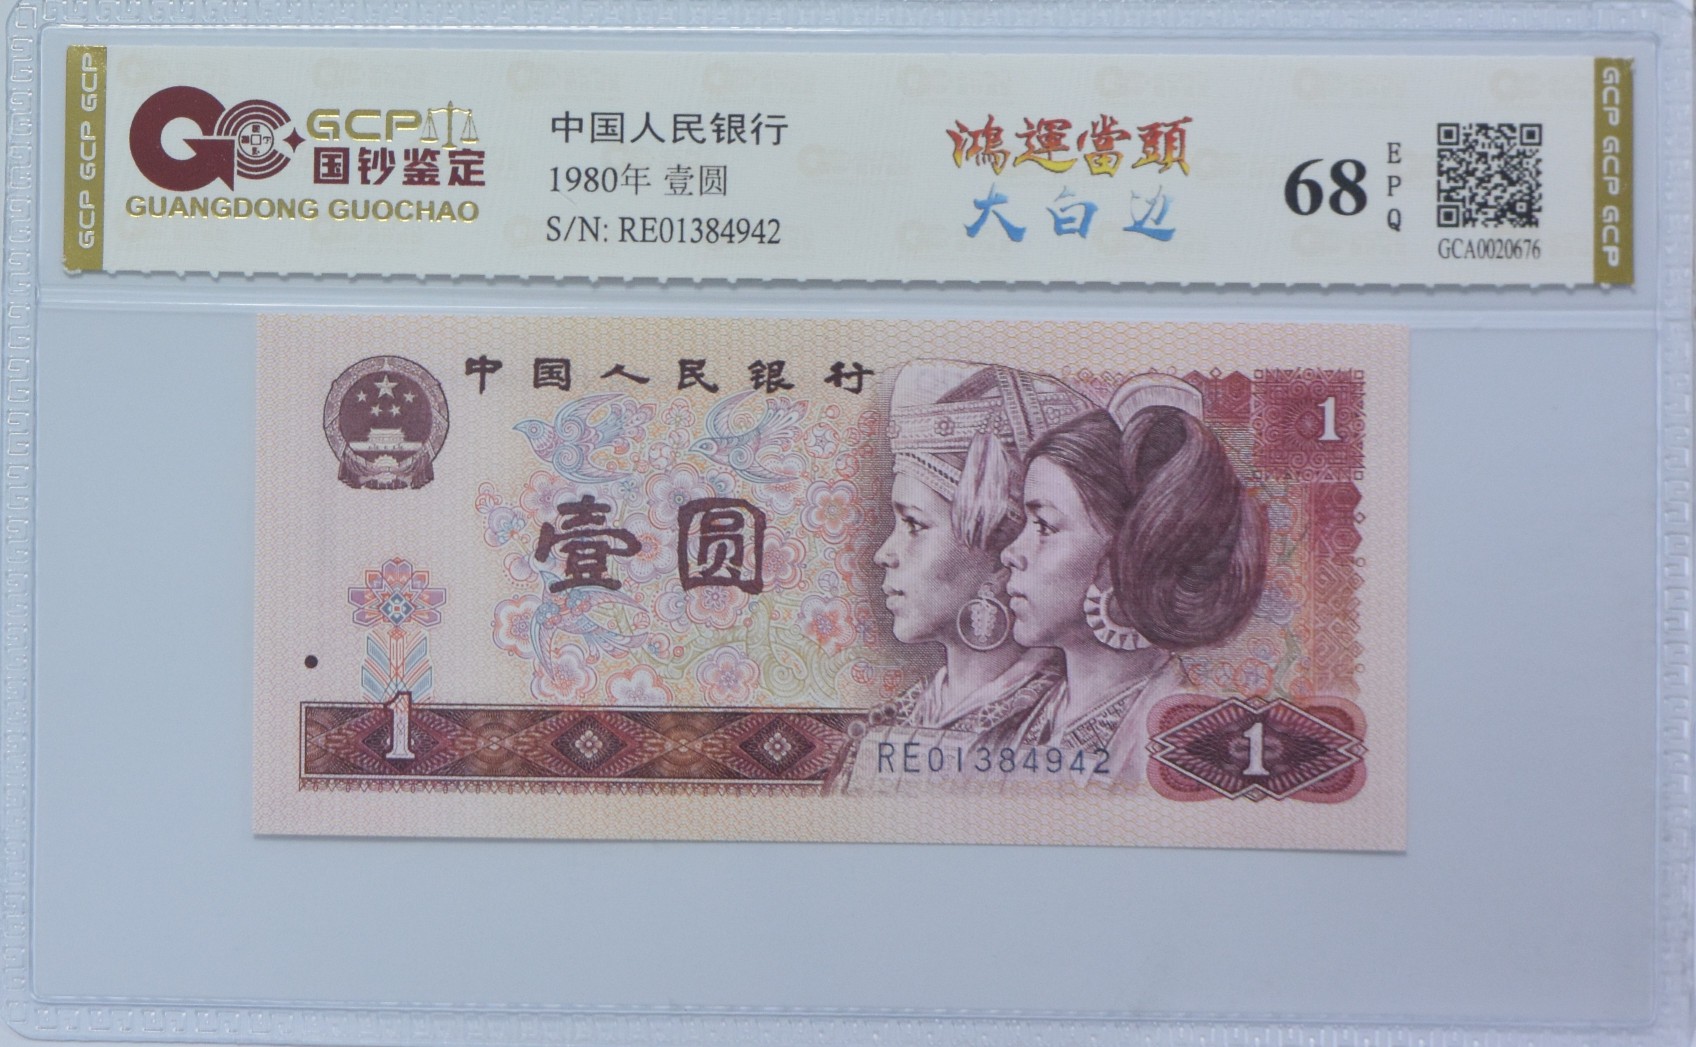 GCP GCP GCP
GCP
国钞鉴定
GUANGDONG GUOCHAO
中国人民银行
1980年 壹圆
S/N: RE01384942
鴻運當頭
大白边
68
EPQ
GCA0020676
GCP GCP GCP
中国人民银行
1
壹圆
1
RE01384942
1